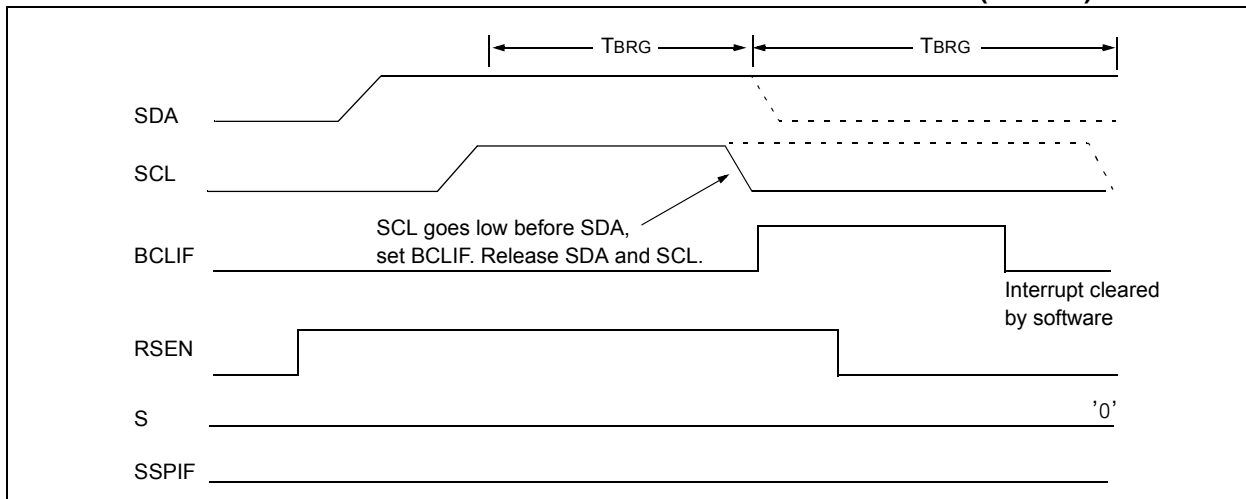 TBRG TBRG
SDA
SCL
SCL goes low before SDA,
set BCLIF. Release SDA and SCL.
BCLIF
Interrupt cleared
by software
RSEN
S
'0'
SSPIF